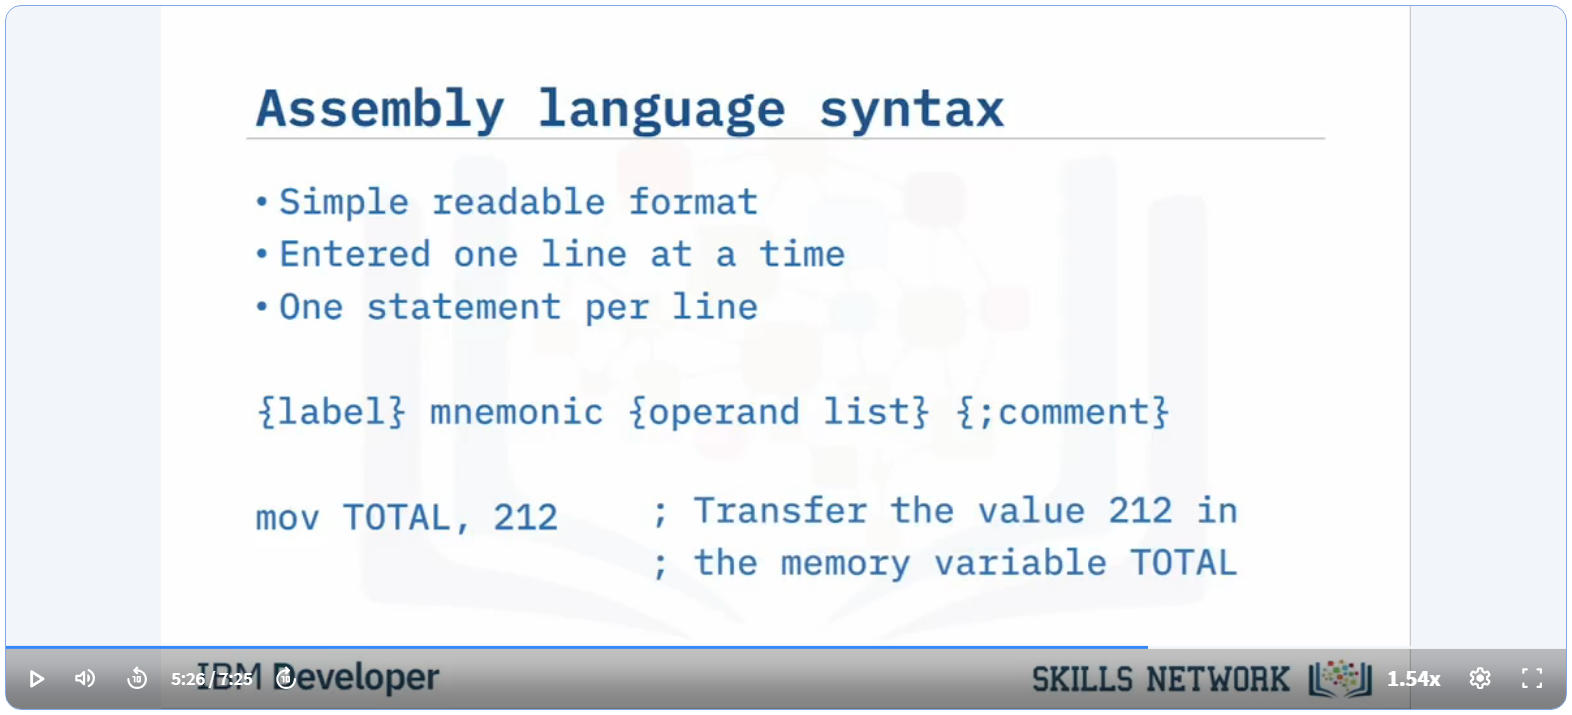 Assembly language syntax
• Simple readable format
• Entered one line at a time
• One statement per line
{label} mnemonic {operand list} {;comment}
mov TOTAL, 212 ; Transfer the value 212 in
; the memory variable TOTAL
IBM Developer
SKILLS NETWORK
10
5:26 / 7:25
10
1.54x